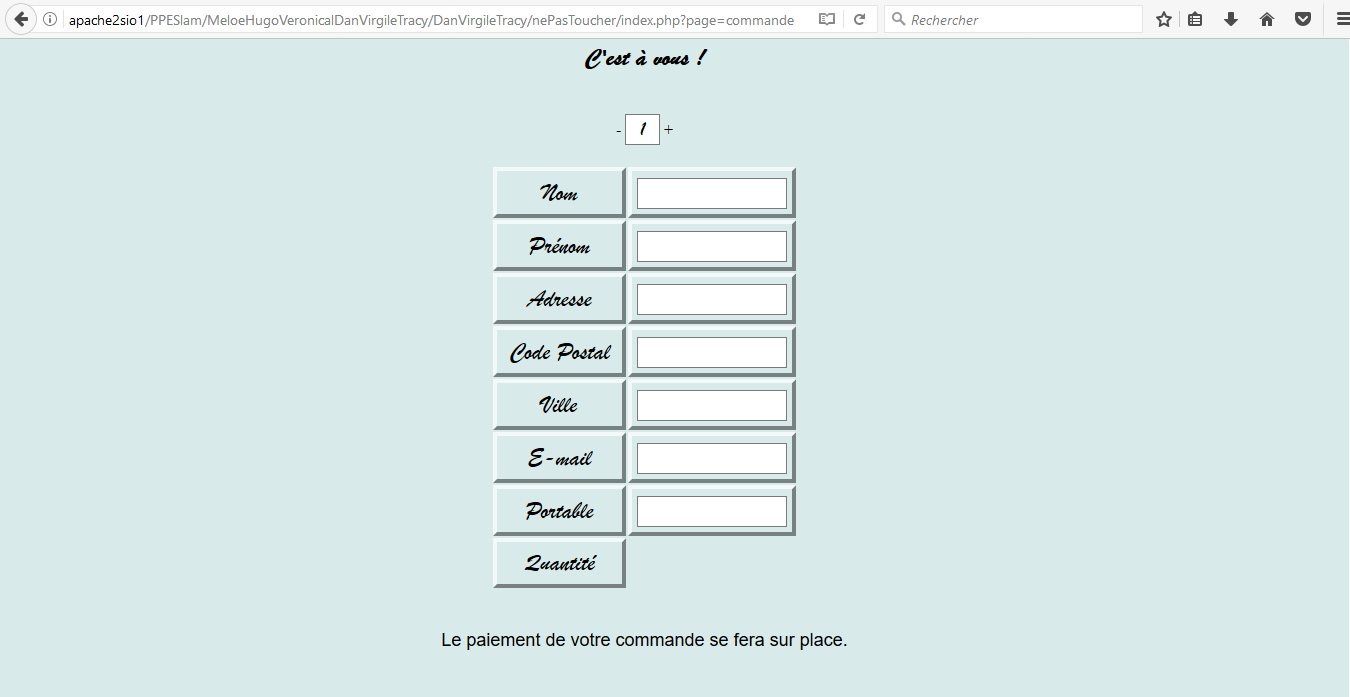 apache2sio1/PPESlam/MeloeHugoVeronicalDanVirgileTracy/DanVirgileTracy/nePasToucher/index.php?page=commande
Rechercher
C'est à vous !
- 1 +
Nom
Prénom
Adresse
Code Postal
Ville
E-mail
Portable
Quantité
Le paiement de votre commande se fera sur place.